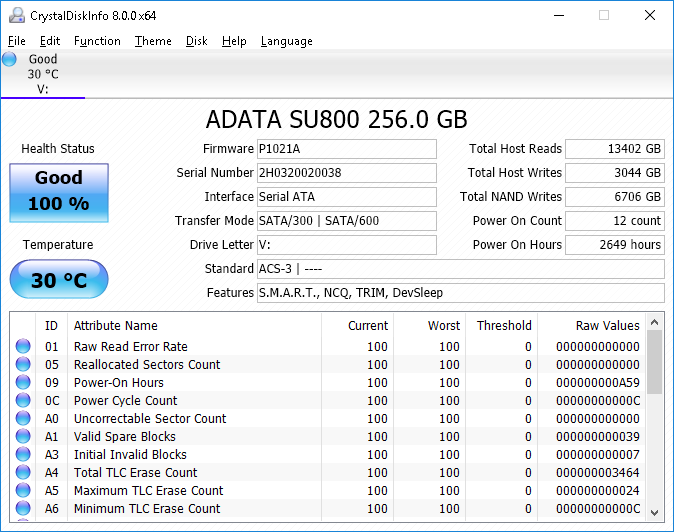 CrystalDiskInfo 8.0.0 x64
File Edit Function Theme Disk Help Language
Good
30 °C
V:
ADATA SU800 256.0 GB
Health Status
Good
100 %
Temperature
30 °C
Firmware P1021A
Serial Number 2H0320020038
Interface Serial ATA
Transfer Mode SATA/300 | SATA/600
Drive Letter V:
Standard ACS-3 | ----
Features S.M.A.R.T., NCQ, TRIM, DevSleep
Total Host Reads 13402 GB
Total Host Writes 3044 GB
Total NAND Writes 6706 GB
Power On Count 12 count
Power On Hours 2649 hours
ID Attribute Name Current Worst Threshold Raw Values
01 Raw Read Error Rate 100 100 0 000000000000
05 Reallocated Sectors Count 100 100 0 000000000000
09 Power-On Hours 100 100 0 000000000A59
0C Power Cycle Count 100 100 0 00000000000C
A0 Uncorrectable Sector Count 100 100 0 000000000000
A1 Valid Spare Blocks 100 100 0 000000000039
A3 Initial Invalid Blocks 100 100 0 000000000007
A4 Total TLC Erase Count 100 100 0 000000003464
A5 Maximum TLC Erase Count 100 100 0 000000000024
A6 Minimum TLC Erase Count 100 100 0 00000000000C